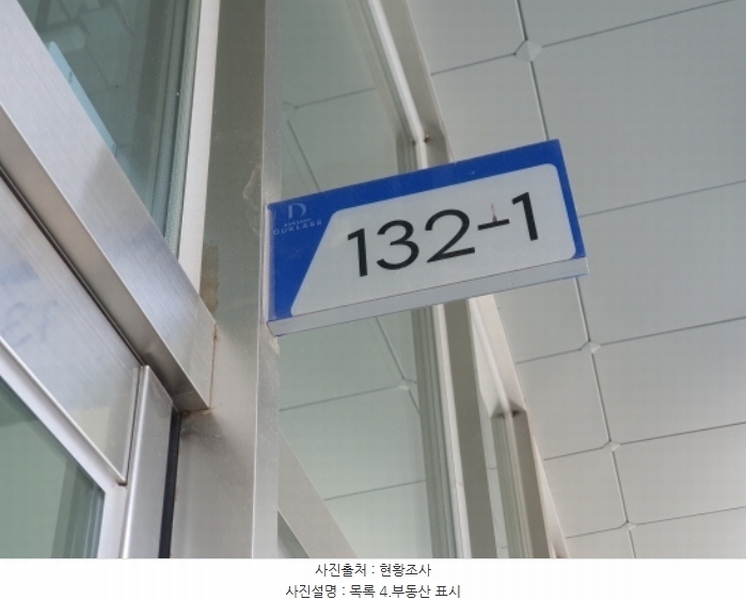 D
DUKLASS
132-1
사진출처 : 현황조사
사진설명 : 목록 4.부동산 표시